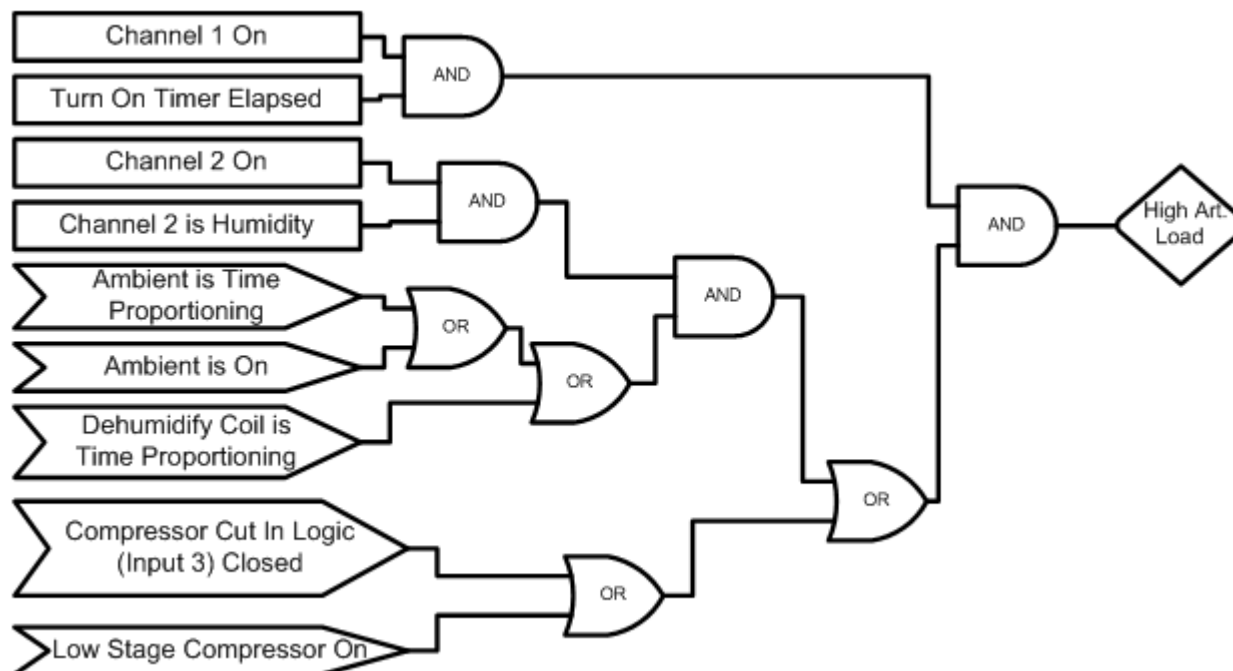 Channel 1 On
AND
Turn On Timer Elapsed
Channel 2 On
AND
Channel 2 is Humidity
AND
High Art.
Load
Ambient is Time
Proportioning
AND
OR
Ambient is On
OR
Dehumidify Coil is
Time Proportioning
OR
Compressor Cut In Logic
(Input 3) Closed
OR
Low Stage Compressor On